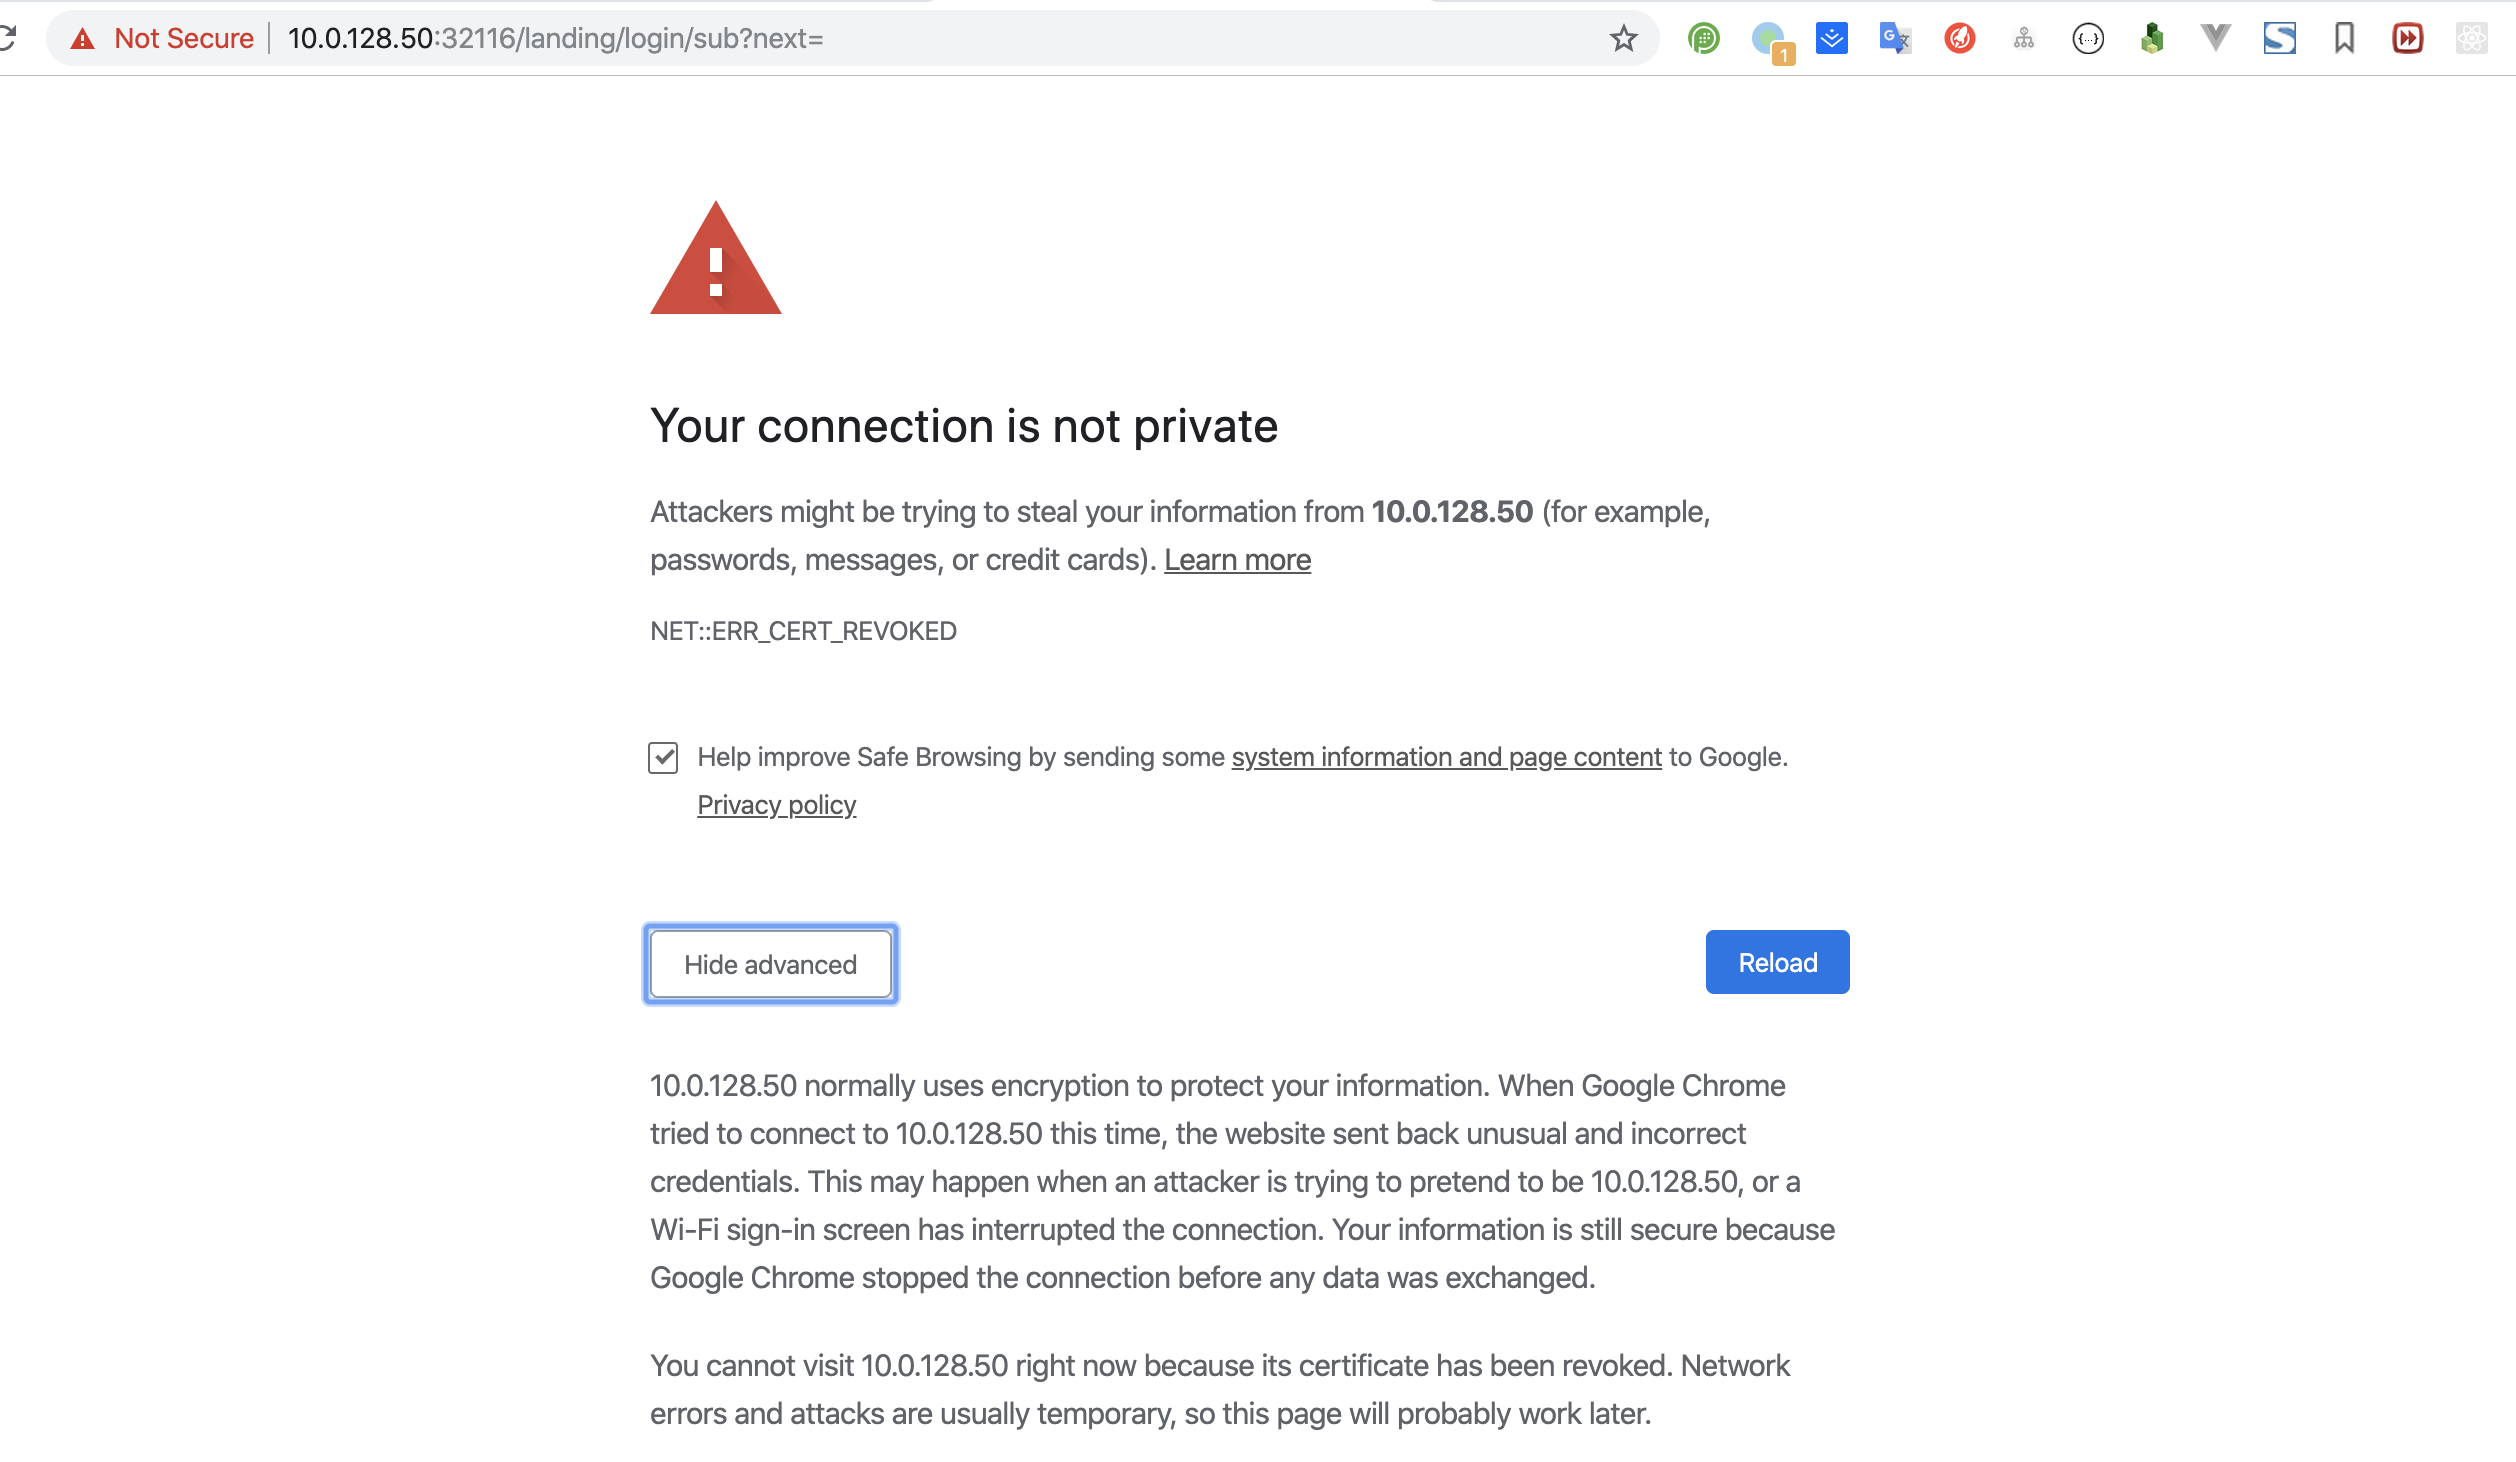 Not Secure 10.0.128.50:32116/landing/login/sub?next=
1
G
{...}
S
Your connection is not private
Attackers might be trying to steal your information from 10.0.128.50 (for example,
passwords, messages, or credit cards). Learn more
NET::ERR_CERT_REVOKED
Help improve Safe Browsing by sending some system information and page content to Google.
Privacy policy
Hide advanced
Reload
10.0.128.50 normally uses encryption to protect your information. When Google Chrome
tried to connect to 10.0.128.50 this time, the website sent back unusual and incorrect
credentials. This may happen when an attacker is trying to pretend to be 10.0.128.50, or a
Wi-Fi sign-in screen has interrupted the connection. Your information is still secure because
Google Chrome stopped the connection before any data was exchanged.
You cannot visit 10.0.128.50 right now because its certificate has been revoked. Network
errors and attacks are usually temporary, so this page will probably work later.